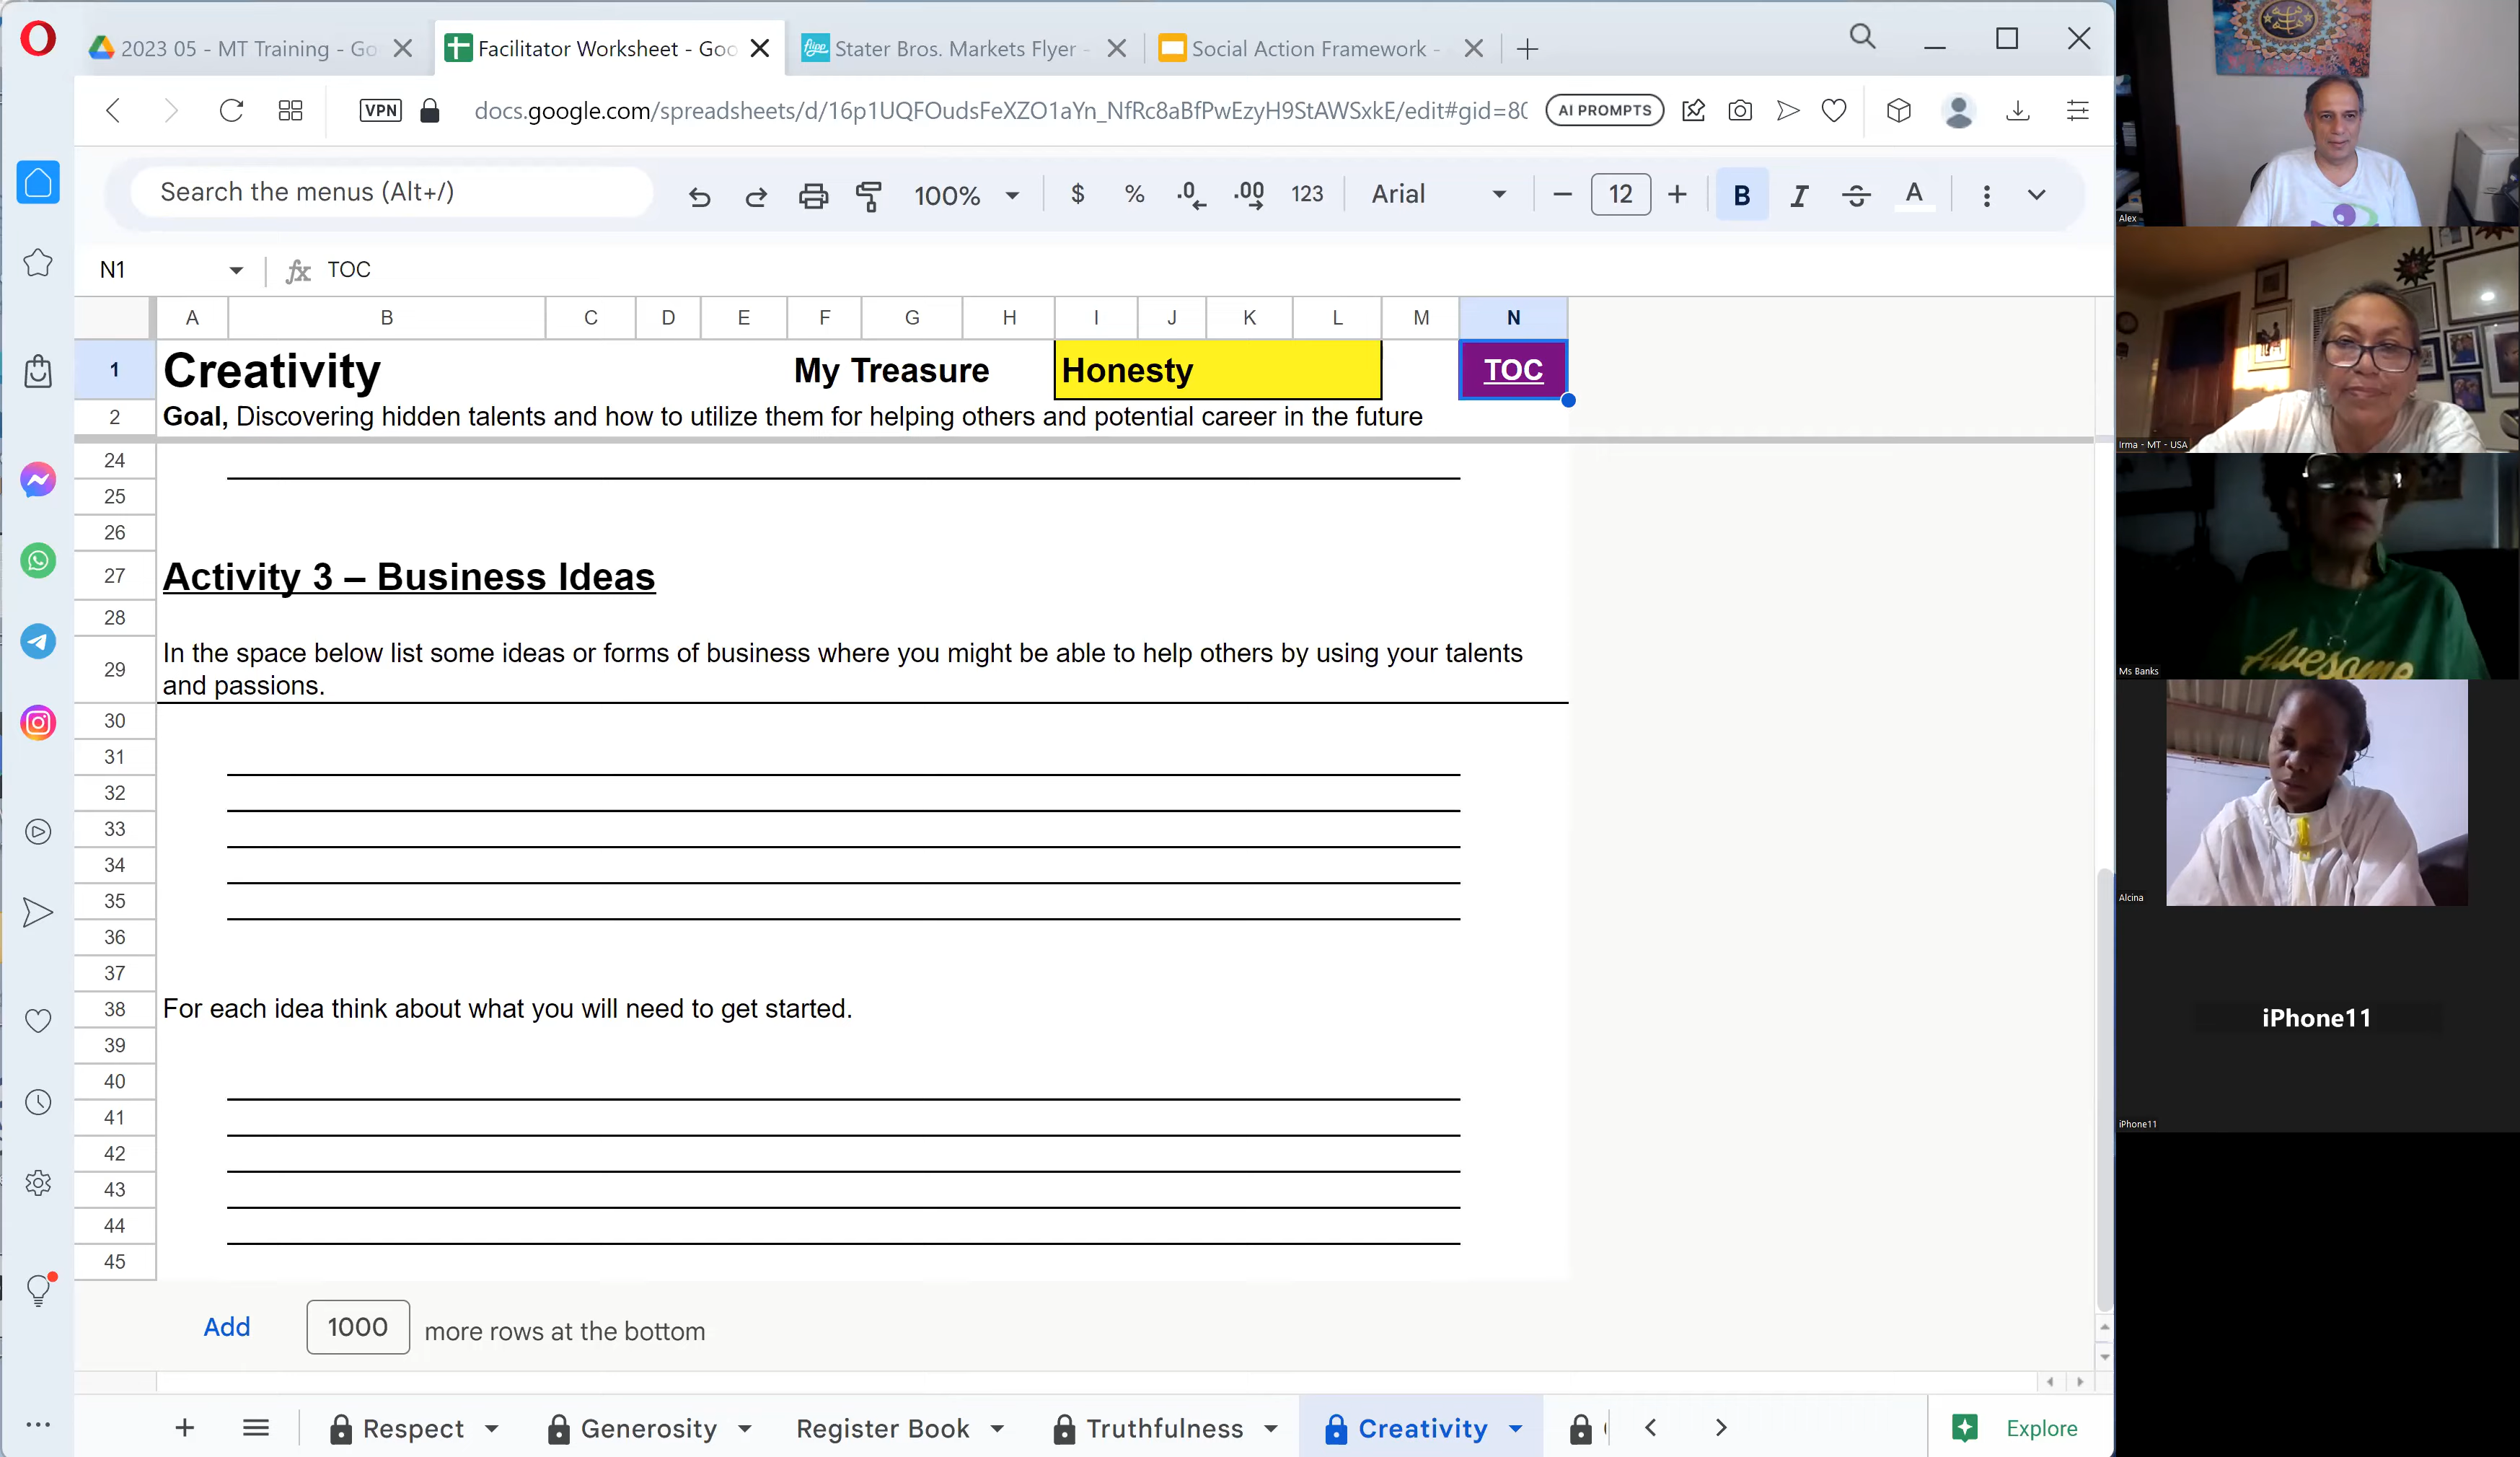 2023 05 - MT Training - Go
Facilitator Worksheet - Goo
flipp
Stater Bros. Markets Flyer -
Social Action Framework -
VPN
docs.google.com/spreadsheets/d/16p1UQFOudsFeXZO1aYn_NfRc8aBfPwEzyH9StAWSxkE/edit#gid=80
AI PROMPTS
Search the menus (Alt+/)
100%
$
%
.0
.00
123
Arial
12
B
I
S
A
N1
fx
TOC
A
B
C
D
E
F
G
H
I
J
K
L
M
N
1
Creativity
My Treasure
Honesty
TOC
2
Goal, Discovering hidden talents and how to utilize them for helping others and potential career in the future
24
25
26
27
Activity 3 – Business Ideas
28
29
In the space below list some ideas or forms of business where you might be able to help others by using your talents
and passions.
30
31
32
33
34
35
36
37
38
For each idea think about what you will need to get started.
39
40
41
42
43
44
45
Add
1000
more rows at the bottom
Respect
Generosity
Register Book
Truthfulness
Creativity
Explore
Alex
Irma - MT - USA
Awesome
Ms Banks
Alcina
iPhone11
iPhone11